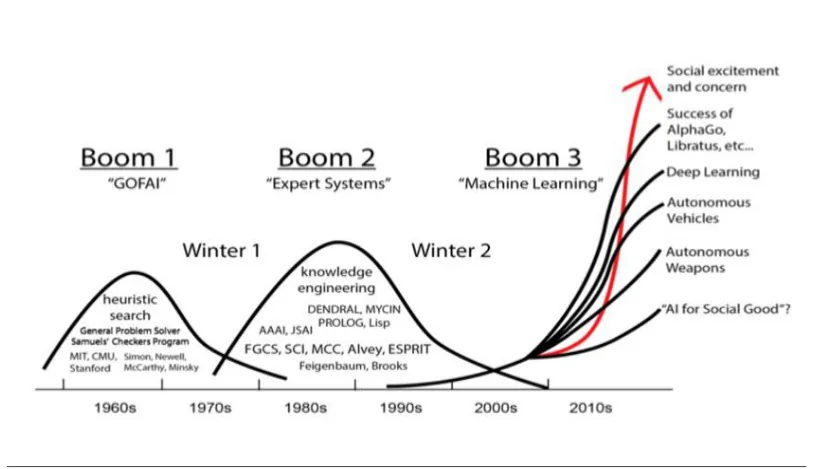 Social excitement
and concern
Success of
AlphaGo,
Libratus, etc...
Boom 1
"GOFAI"
Boom 2
"Expert Systems"
Boom 3
"Machine Learning"
Deep Learning
Autonomous
Vehicles
Winter 1
Winter 2
Autonomous
Weapons
heuristic
search
General Problem Solver
Samuels' Checkers Program
MIT, CMU,
Stanford
Simon, Newell,
McCarthy, Minsky
knowledge
engineering
DENDRAL, MYCIN
PROLOG, Lisp
AAAI, JSAI
FGCS, SCI, MCC, Alvey, ESPRIT
Feigenbaum, Brooks
"AI for Social Good"?
1960s
1970s
1980s
1990s
2000s
2010s